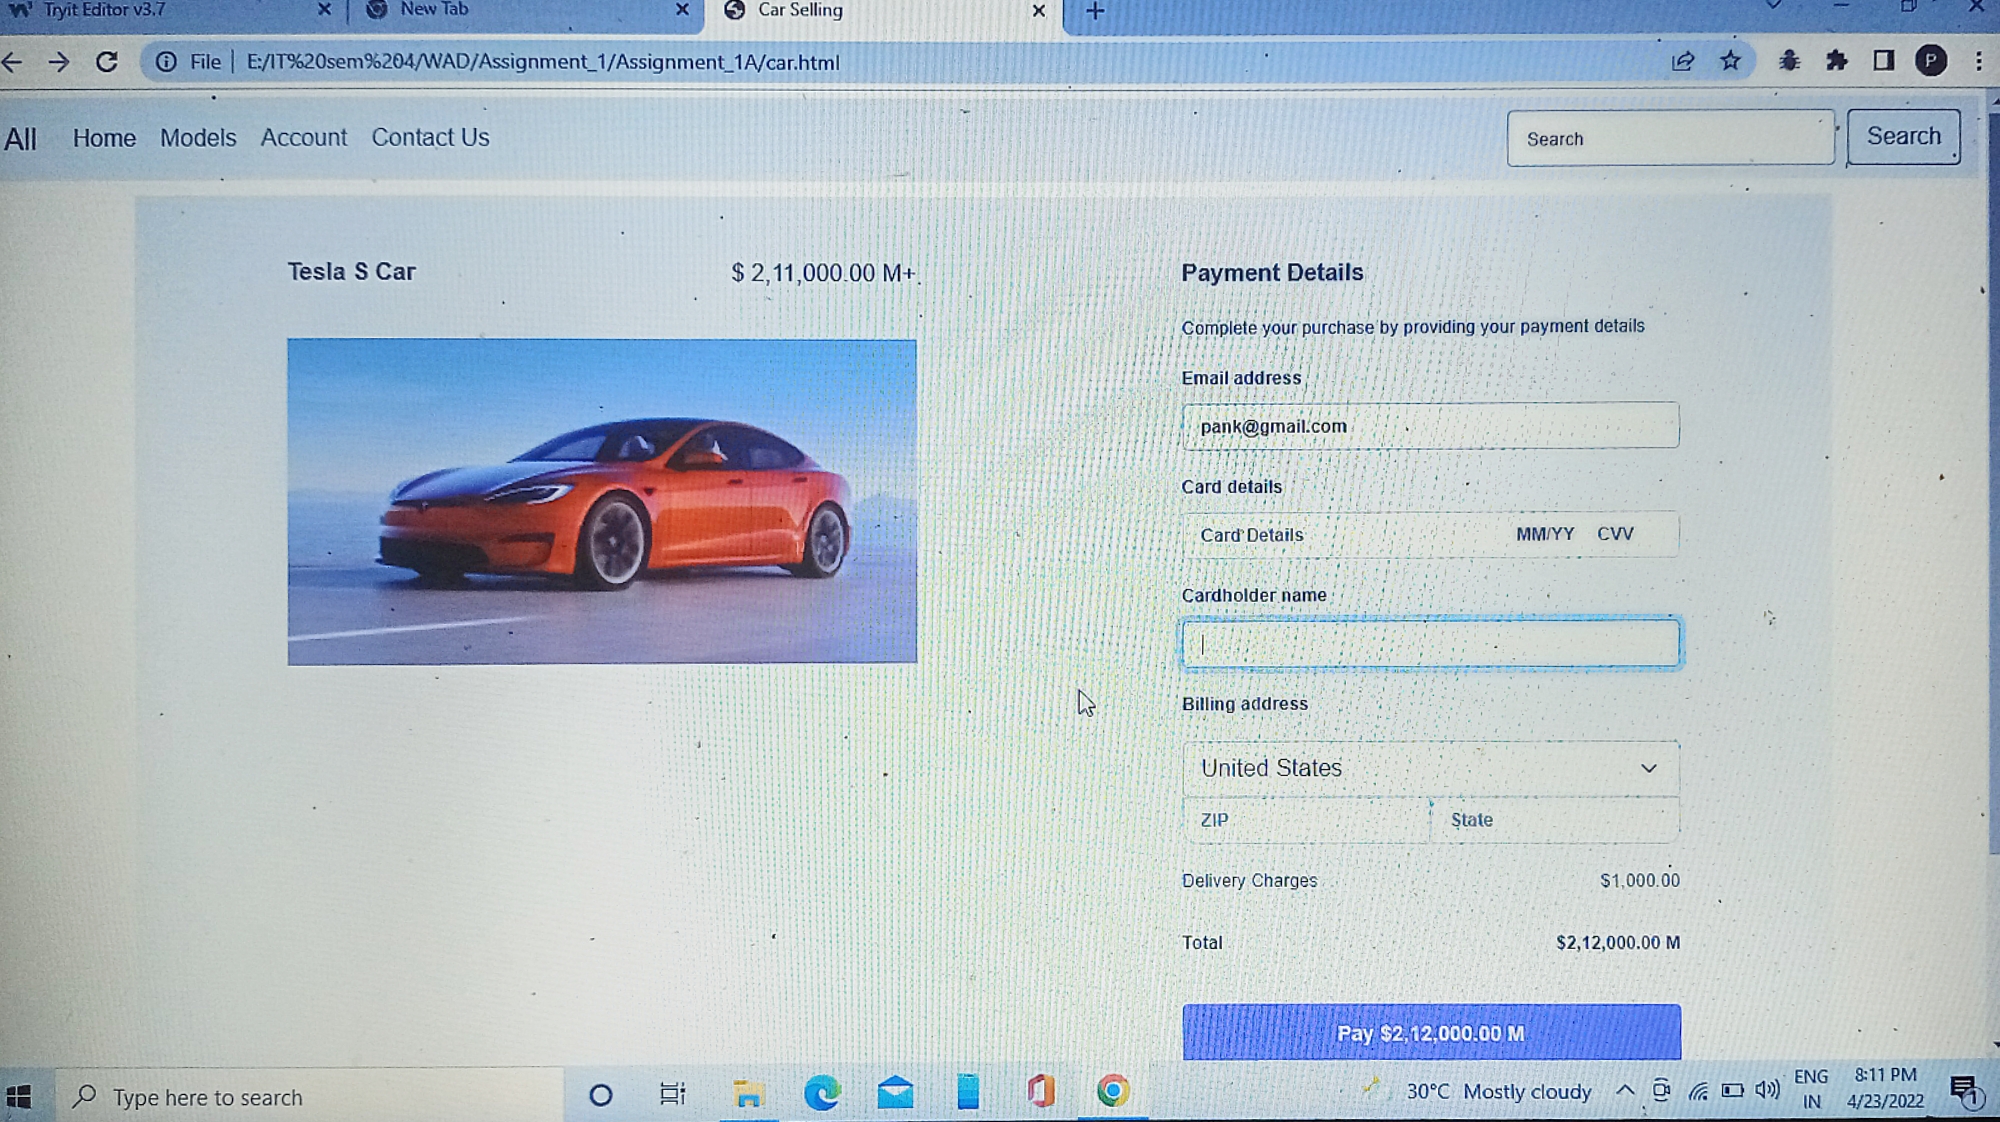 Tryit Editor v3.7
New Tab
Car Selling
File | E:/IT%20sem%204/WAD/Assignment_1/Assignment_1A/car.html
P
All Home Models Account Contact Us
Search
Search
Tesla S Car
$ 2,11,000.00 M+
Payment Details
Complete your purchase by providing your payment details
Email address
pank@gmail.com
Card details
Card Details MM/YY CVV
Cardholder name
Billing address
United States
ZIP State
Delivery Charges $1,000.00
Total $2,12,000.00 M
Pay $2,12,000.00 M
Type here to search
30°C Mostly cloudy
ENG
IN
8:11 PM
4/23/2022
1